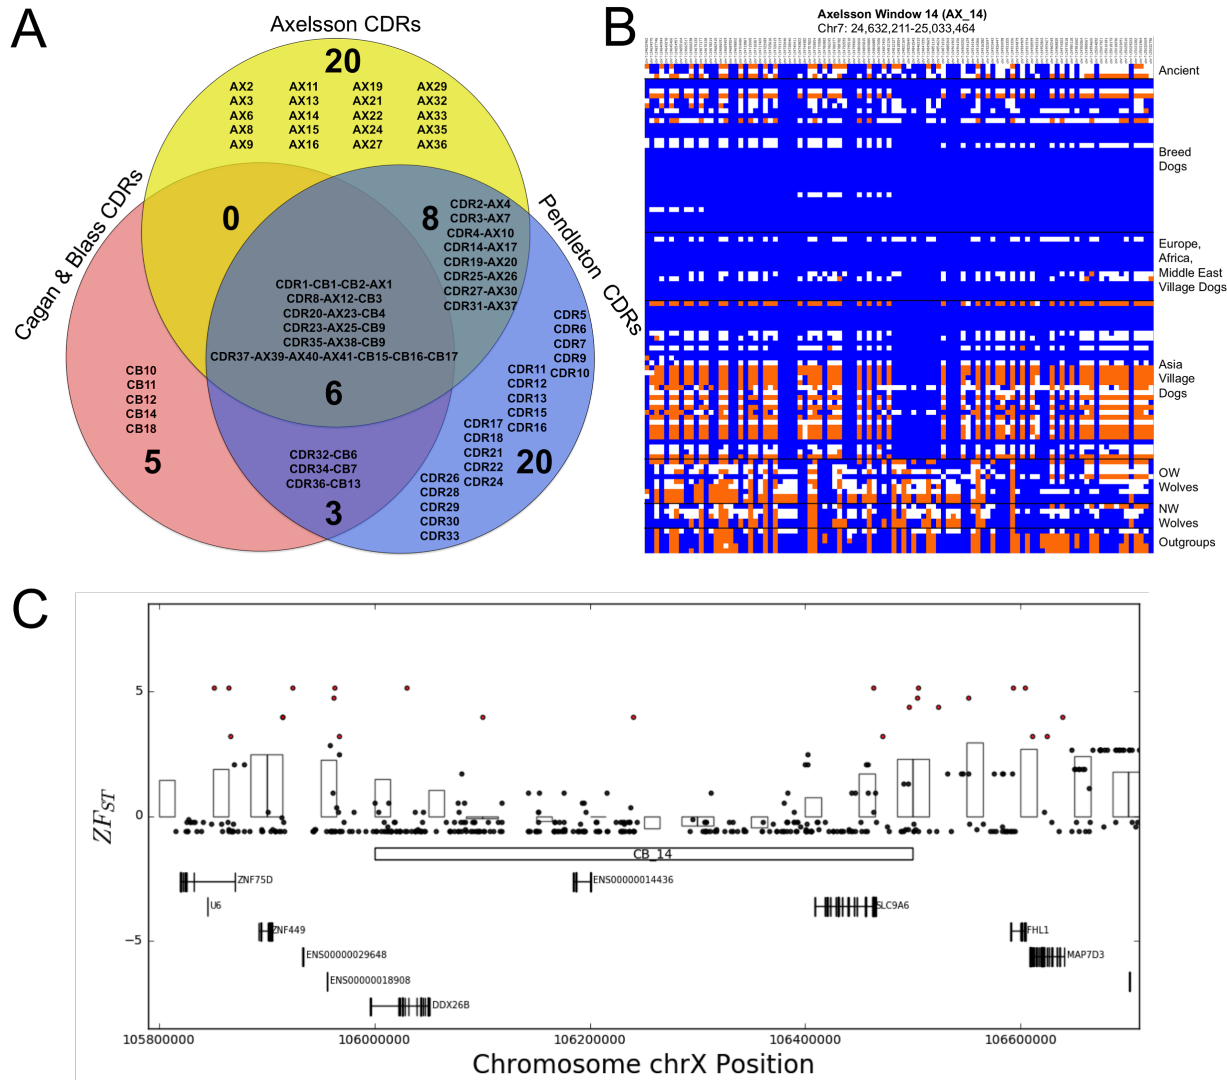 A
Axelsson CDRs
20
AX2 AX11 AX19 AX29
AX3 AX13 AX21 AX32
AX6 AX14 AX22 AX33
AX8 AX15 AX24 AX35
AX9 AX16 AX27 AX36
Cagan & Blass CDRs
Pendleton CDRs
0
8
CDR2-AX4
CDR3-AX7
CDR4-AX10
CDR14-AX17
CDR19-AX20
CDR25-AX26
CDR27-AX30
CDR31-AX37
CDR1-CB1-CB2-AX1
CDR8-AX12-CB3
CDR20-AX23-CB4
CDR23-AX25-CB9
CDR35-AX38-CB9
CDR37-AX39-AX40-AX41-CB15-CB16-CB17
6
CB10
CB11
CB12
CB14
CB18
5
CDR32-CB6
CDR34-CB7
CDR36-CB13
3
CDR5
CDR6
CDR7
CDR9
CDR10
CDR11
CDR12
CDR13
CDR15
CDR16
CDR17
CDR18
CDR21
CDR22
CDR24
20
CDR26
CDR28
CDR29
CDR30
CDR33
B
Axelsson Window 14 (AX_14)
Chr7: 24,632,211-25,033,464
Ancient
Breed
Dogs
Europe,
Africa,
Middle East
Village Dogs
Asia
Village
Dogs
OW
Wolves
NW
Wolves
Outgroups
C
5
0
−5
ZFST
CB_14
ZNF75D
ENS00000014436
U6
SLC9A6
ZNF449
FHL1
ENS00000029648
MAP7D3
ENS00000018908
DDX26B
105800000 106000000 106200000 106400000 106600000
Chromosome chrX Position